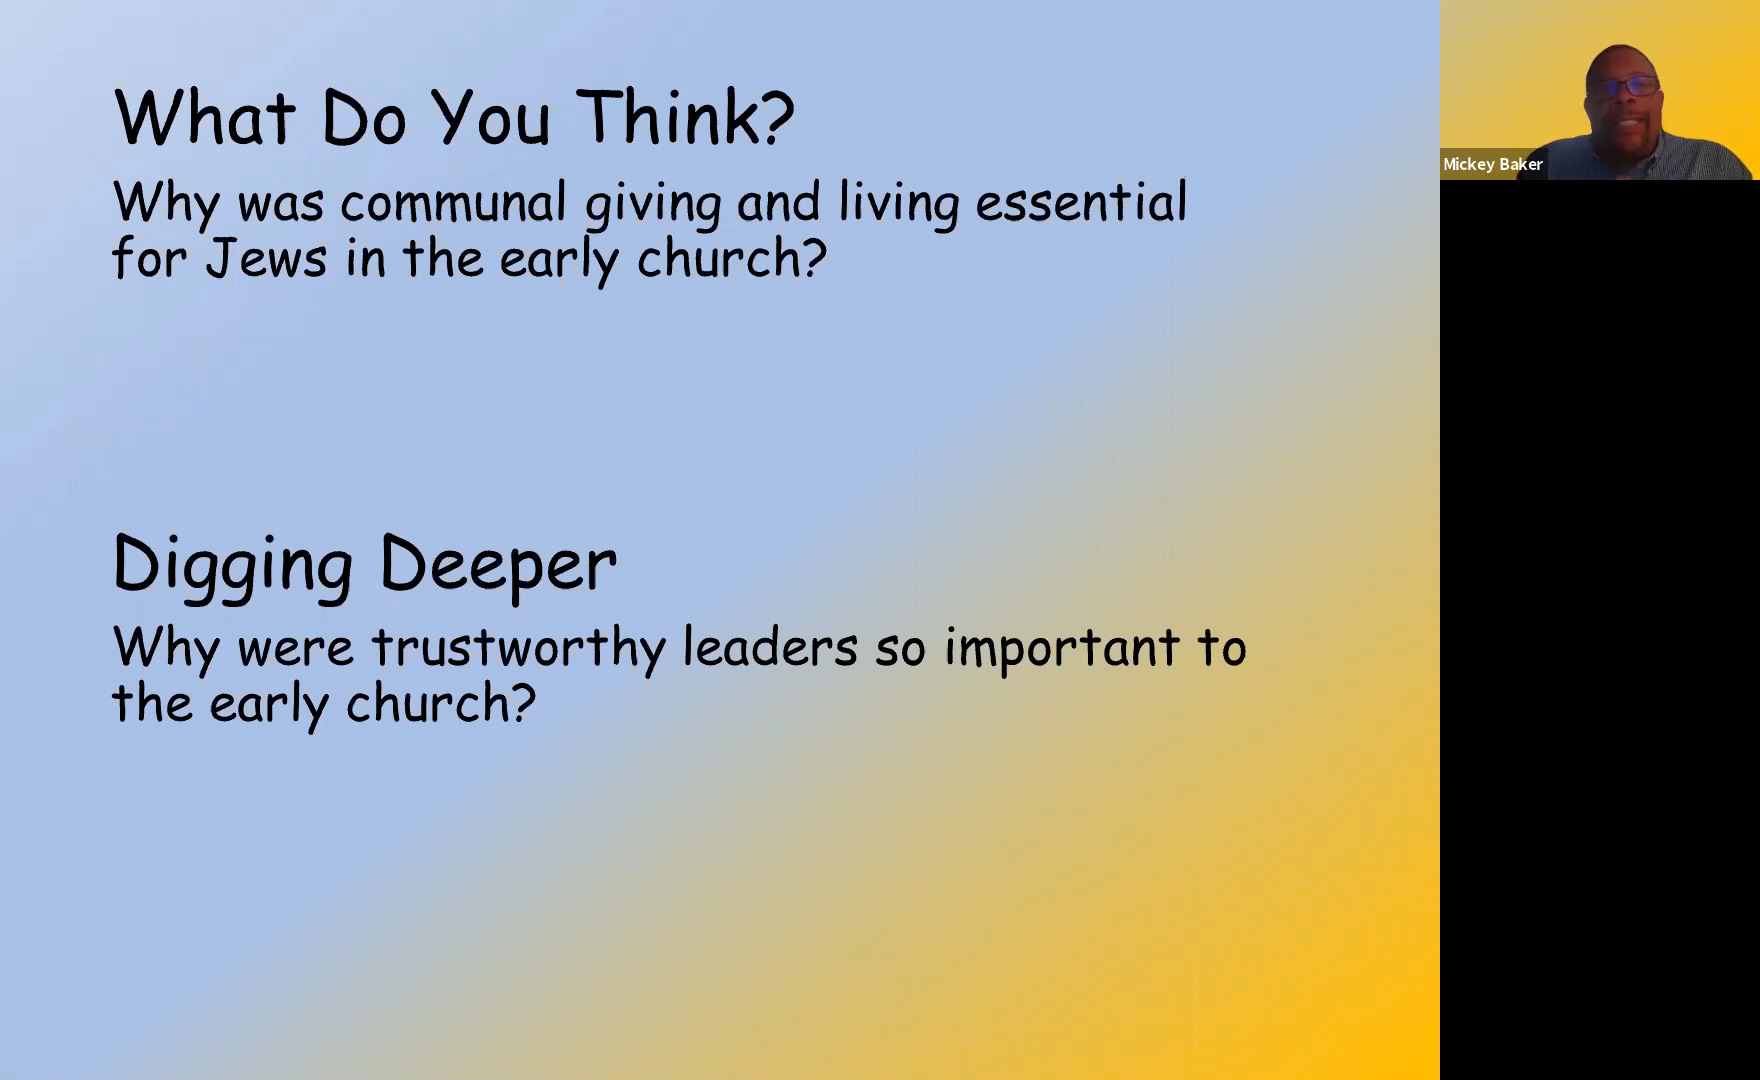 What Do You Think?
Why was communal giving and living essential
for Jews in the early church?
Digging Deeper
Why were trustworthy leaders so important to
the early church?
Mickey Baker